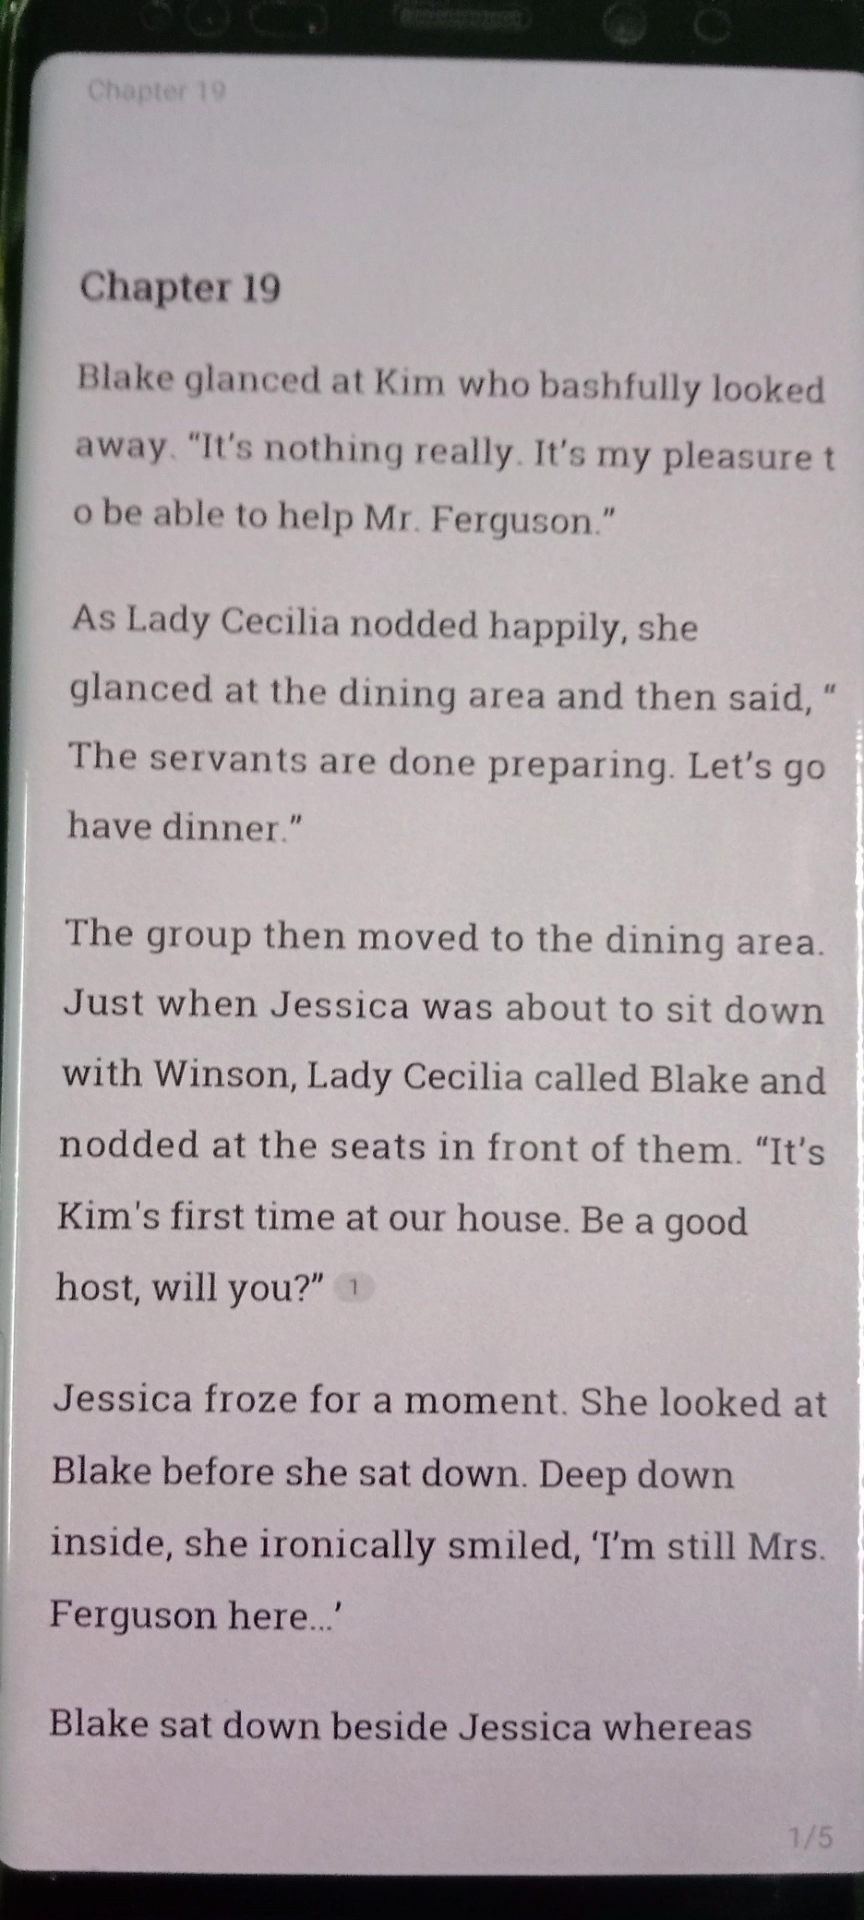 Chapter 19
Chapter 19
Blake glanced at Kim who bashfully looked
away. “It’s nothing really. It’s my pleasure t
o be able to help Mr. Ferguson.”
As Lady Cecilia nodded happily, she
glanced at the dining area and then said, “
The servants are done preparing. Let’s go
have dinner.”
The group then moved to the dining area.
Just when Jessica was about to sit down
with Winson, Lady Cecilia called Blake and
nodded at the seats in front of them. “It’s
Kim's first time at our house. Be a good
host, will you?” 1
Jessica froze for a moment. She looked at
Blake before she sat down. Deep down
inside, she ironically smiled, ‘I’m still Mrs.
Ferguson here...’
Blake sat down beside Jessica whereas
1/5